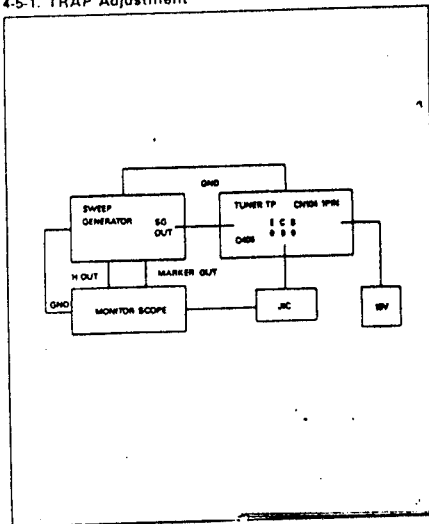 4-5-1. TRAP Adjustment
GND
SWEEP
GENERATOR
SG
OUT
TUNER TP
E C B
CN104 1PIN
Q406
H OUT
MARKER OUT
GND
MONITOR SCOPE
JIC